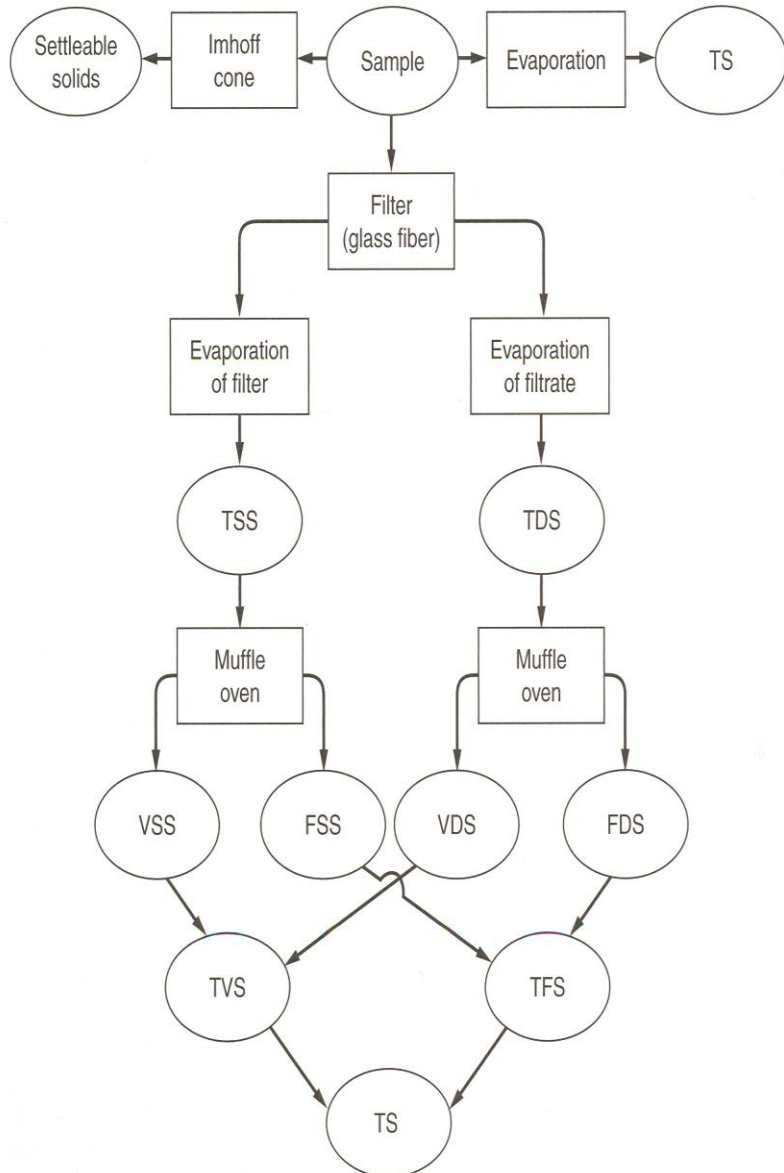 Settleable
solids
Imhoff
cone
Sample
Evaporation
TS
Filter
(glass fiber)
Evaporation
of filter
Evaporation
of filtrate
TSS
TDS
Muffle
oven
Muffle
oven
VSS
FSS
VDS
FDS
TVS
TFS
TS